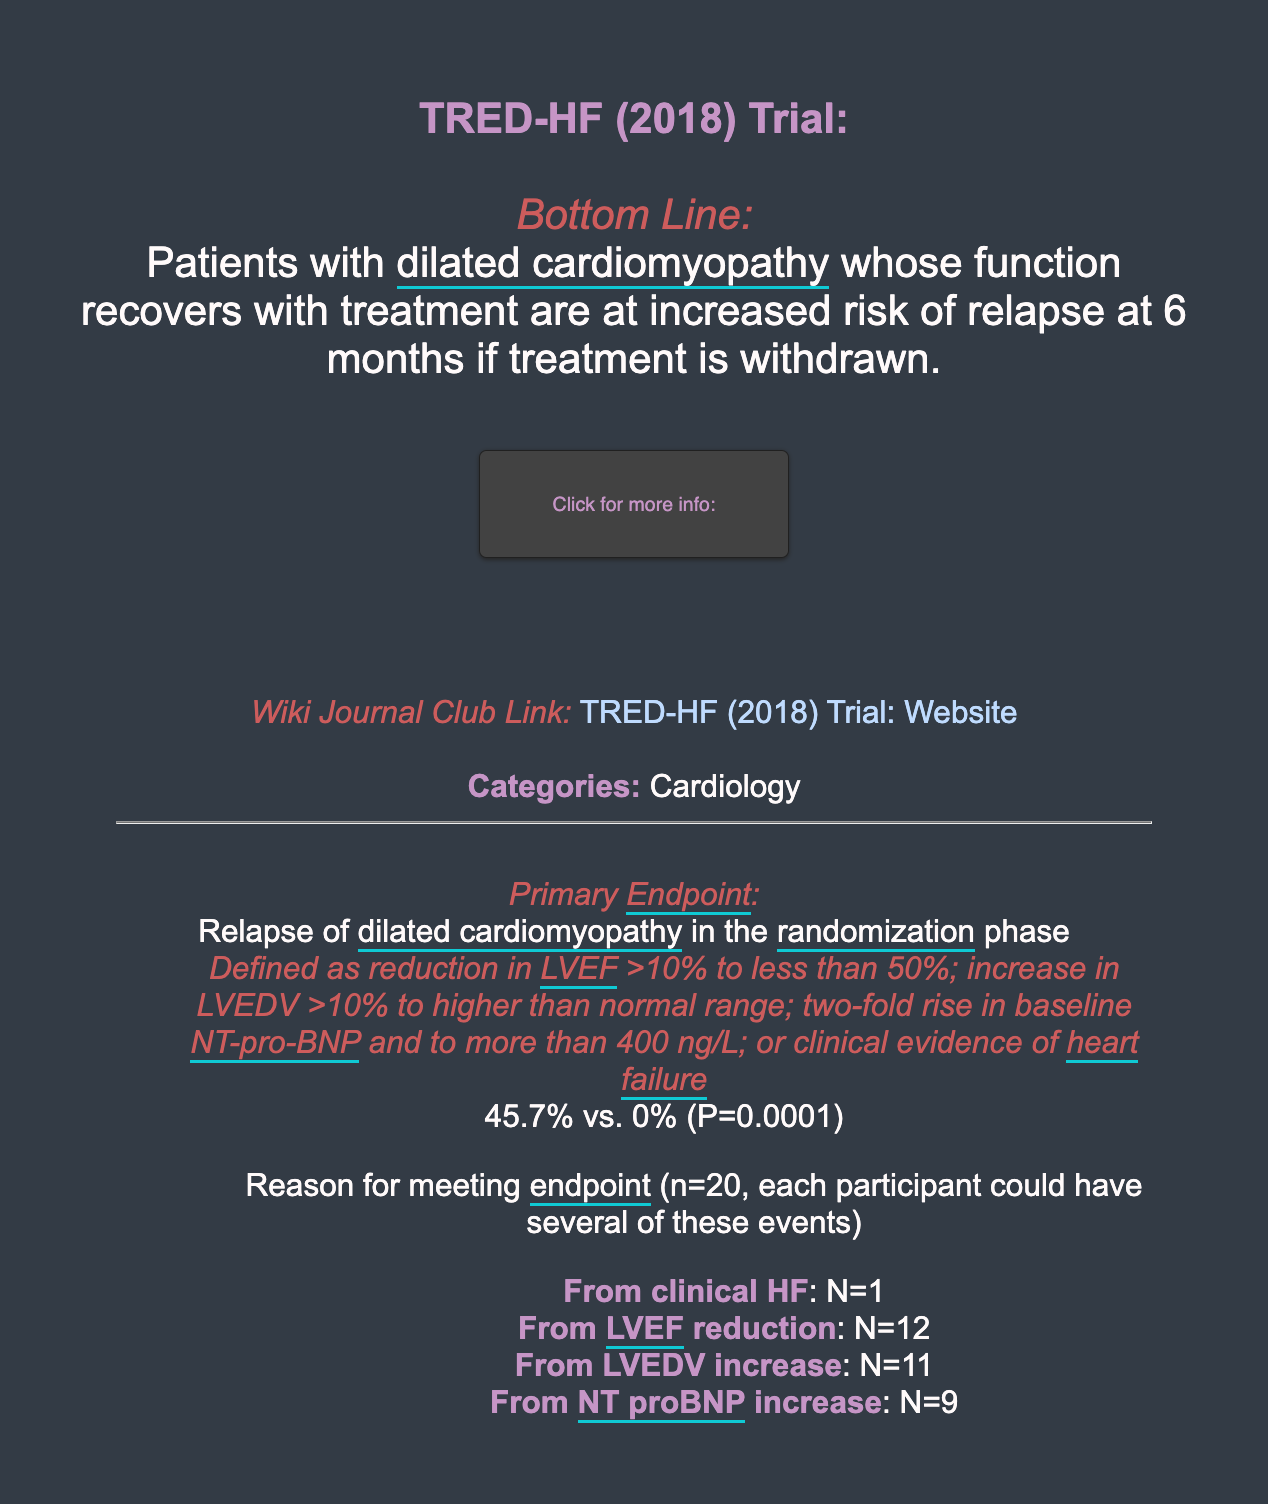 TRED-HF (2018) Trial:
Bottom Line:
Patients with dilated cardiomyopathy whose function
recovers with treatment are at increased risk of relapse at 6
months if treatment is withdrawn.
Click for more info:
Wiki Journal Club Link: TRED-HF (2018) Trial: Website
Categories: Cardiology
Primary Endpoint:
Relapse of dilated cardiomyopathy in the randomization phase
Defined as reduction in LVEF >10% to less than 50%; increase in
LVEDV >10% to higher than normal range; two-fold rise in baseline
NT-pro-BNP and to more than 400 ng/L; or clinical evidence of heart
failure
45.7% vs. 0% (P=0.0001)
Reason for meeting endpoint (n=20, each participant could have
several of these events)
From clinical HF: N=1
From LVEF reduction: N=12
From LVEDV increase: N=11
From NT proBNP increase: N=9